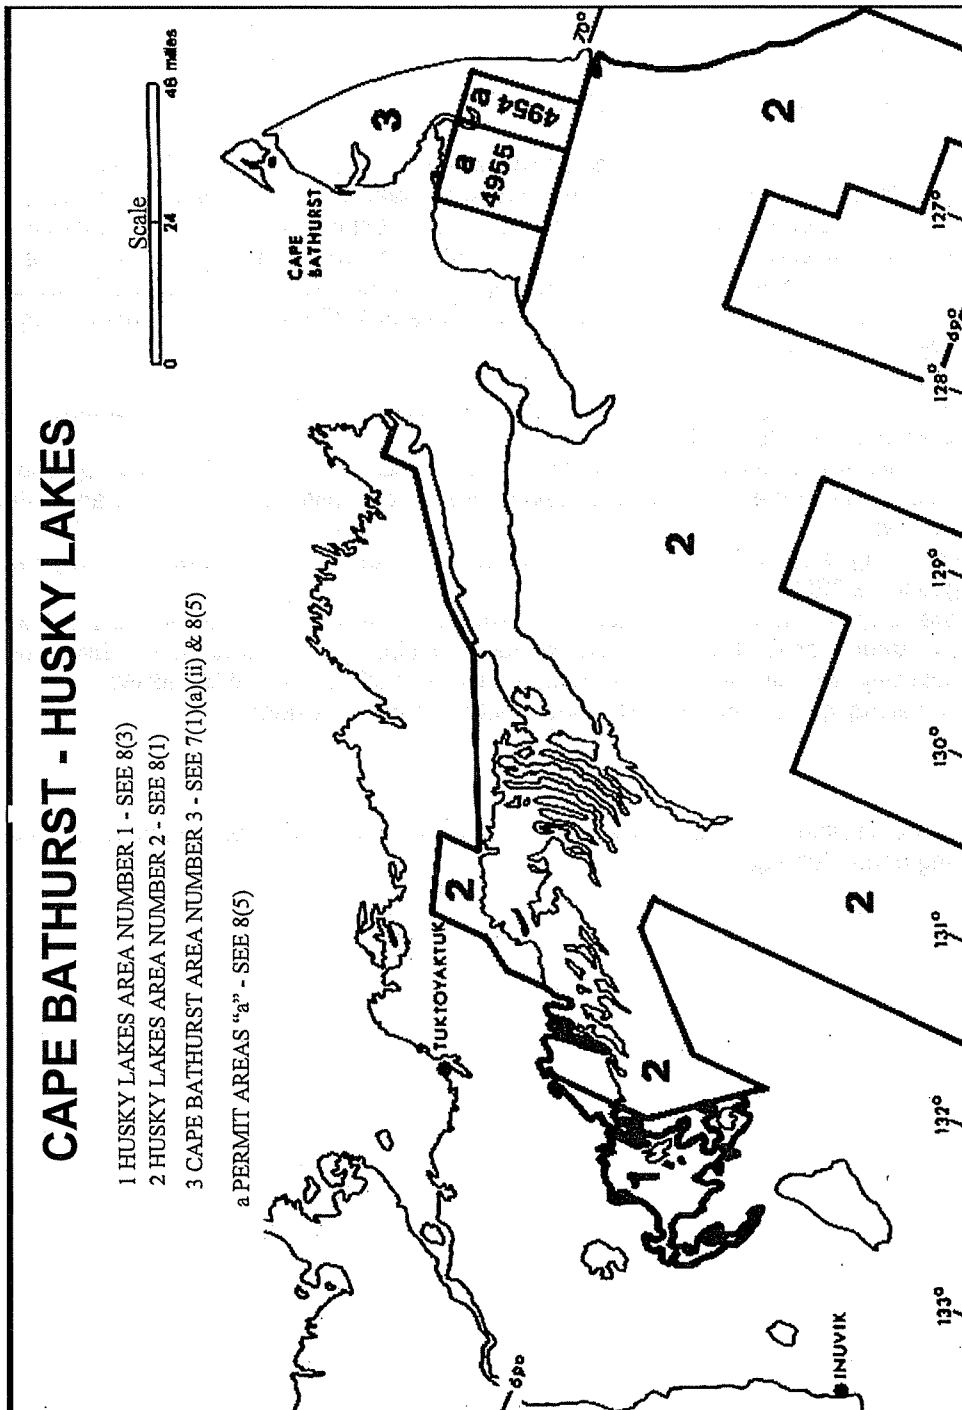 CAPE BATHURST - HUSKY LAKES
1 HUSKY LAKES AREA NUMBER 1 - SEE 8(3)
2 HUSKY LAKES AREA NUMBER 2 - SEE 8(1)
3 CAPE BATHURST AREA NUMBER 3 - SEE 7(1)(a)(ii) & 8(5)
a PERMIT AREAS “a” - SEE 8(5)
Scale
0 24 48 miles
CAPE
BATHURST
3
a
4954
a
4955
70°
2
TUKTOYAKTUK
2
2
2
2
1
69°
69°
INUVIK
133°
132°
131°
130°
129°
128°
127°